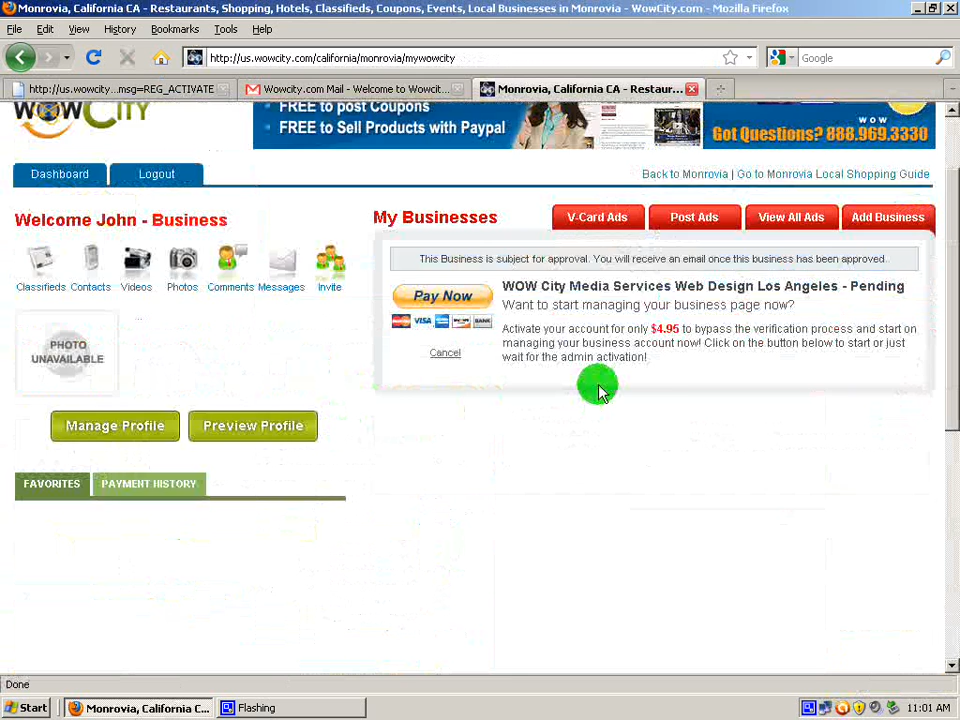 Monrovia, California CA - Restaurants, Shopping, Hotels, Classifieds, Coupons, Events, Local Businesses in Monrovia - WowCity.com - Mozilla Firefox
File Edit View History Bookmarks Tools Help
http://us.wowcity.com/california/monrovia/mywowcity
Google
http://us.wowcity...msg=REG_ACTIVATE
Wowcity.com Mail - Welcome to Wowcit...
Monrovia, California CA - Restaur...
WOW CITY
FREE to post Coupons
FREE to Sell Products with Paypal
WOW
Got Questions? 888.969.3330
Dashboard
Logout
Back to Monrovia | Go to Monrovia Local Shopping Guide
Welcome John - Business
My Businesses
V-Card Ads
Post Ads
View All Ads
Add Business
Classifieds
Contacts
Videos
Photos
Comments
Messages
Invite
This Business is subject for approval. You will receive an email once this business has been approved.
Pay Now
VISA
BANK
Cancel
WOW City Media Services Web Design Los Angeles - Pending
Want to start managing your business page now?
Activate your account for only $4.95 to bypass the verification process and start on
managing your business account now! Click on the button below to start or just
wait for the admin activation!
PHOTO
UNAVAILABLE
Manage Profile
Preview Profile
FAVORITES
PAYMENT HISTORY
Done
Start
Monrovia, California C...
Flashing
11:01 AM